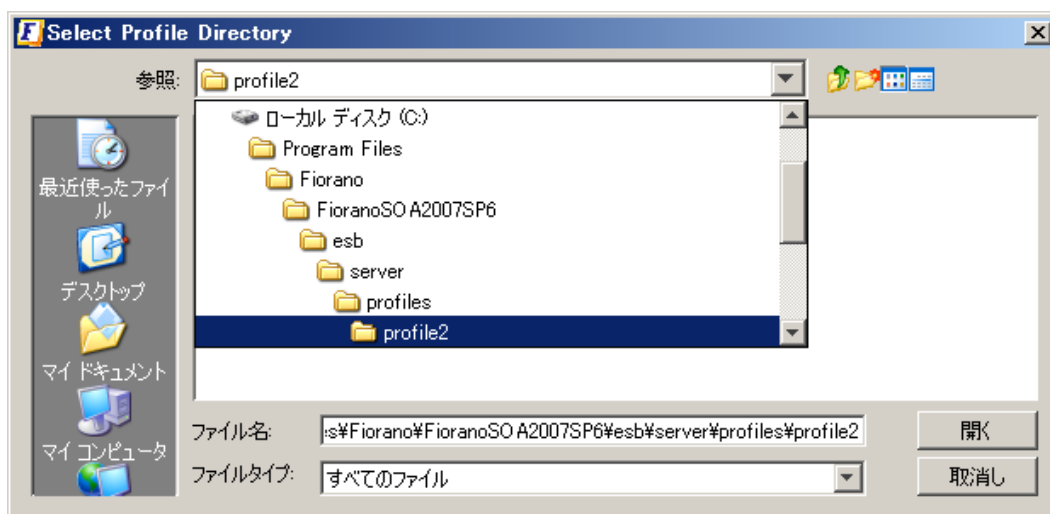 Select Profile Directory
参照: profile2
ローカル ディスク (C:)
Program Files
Fiorano
FioranoSOA2007SP6
esb
server
profiles
profile2
最近使ったファイ
ル
デスクトップ
マイ ドキュメント
マイ コンピュータ
ファイル名: s¥Fiorano¥FioranoSOA2007SP6¥esb¥server¥profiles¥profile2
開く
ファイルタイプ: すべてのファイル
取消し